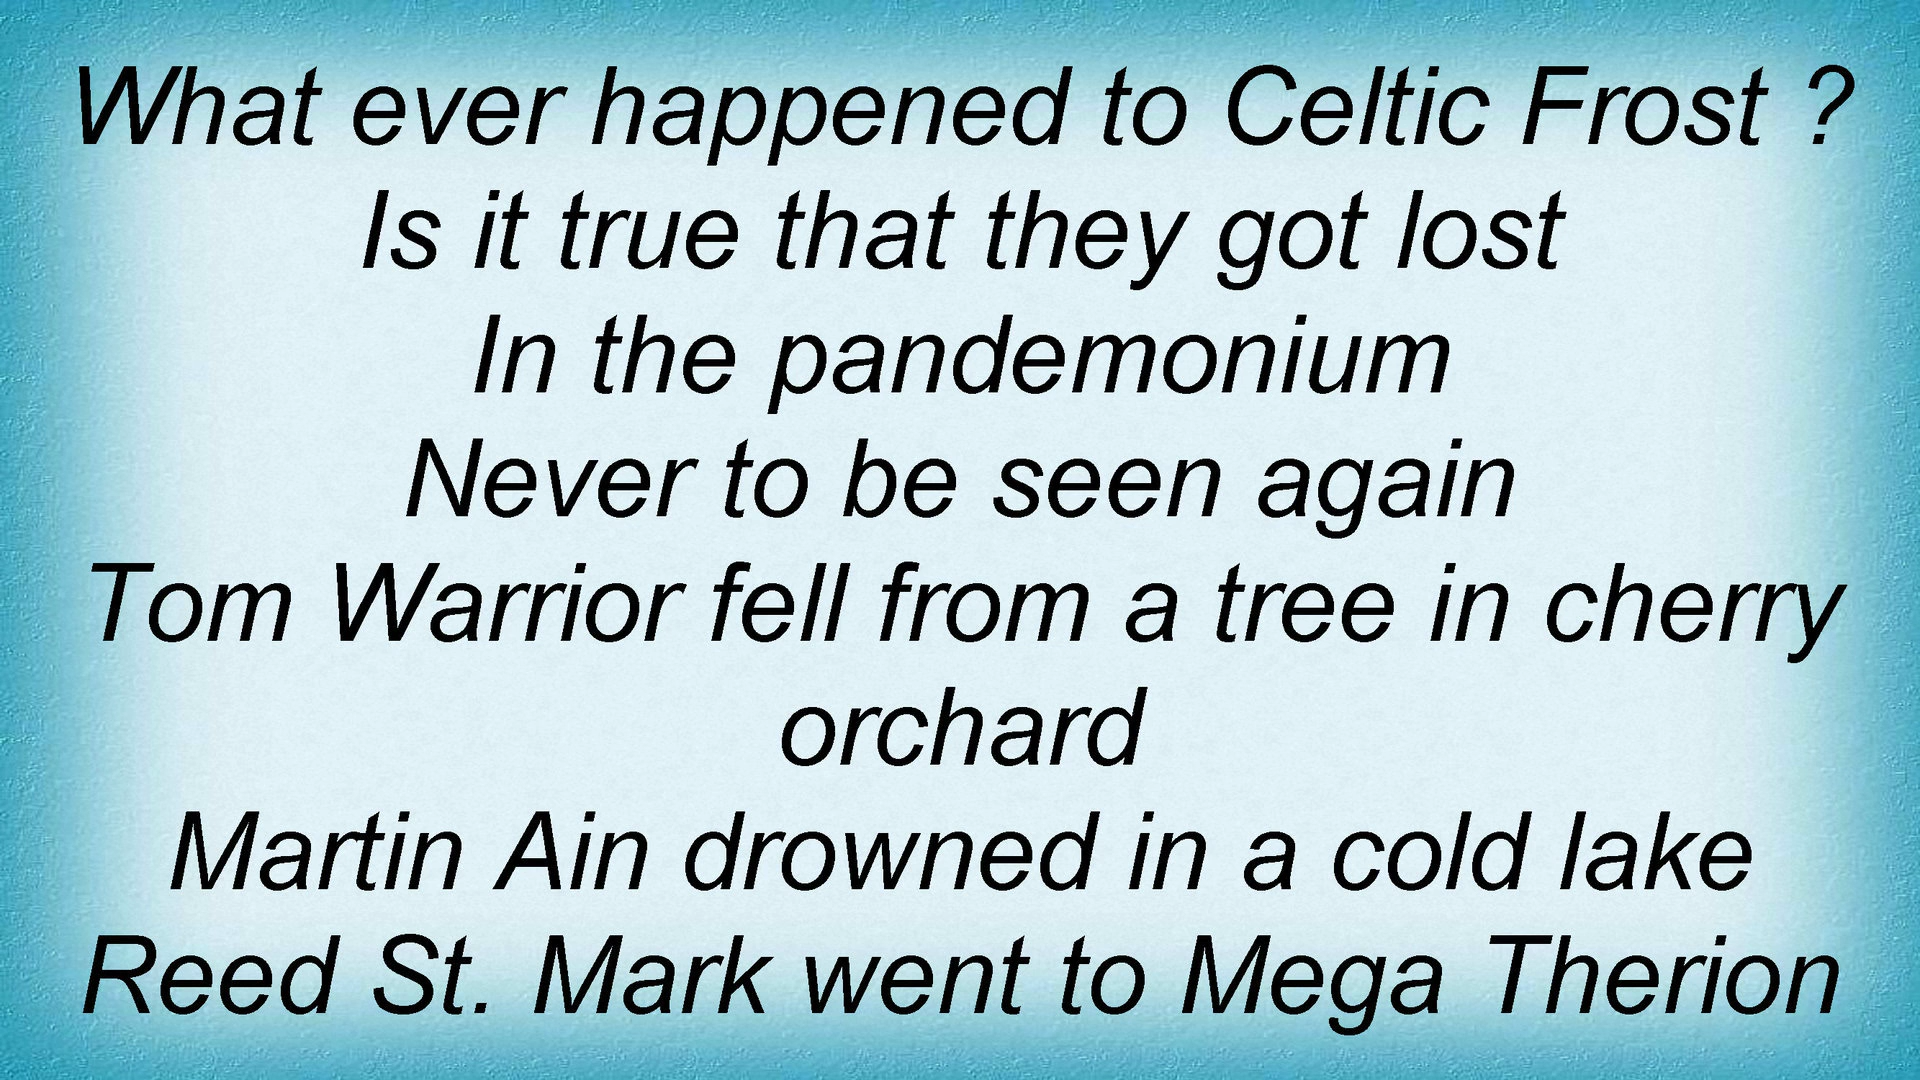 What ever happened to Celtic Frost ?
Is it true that they got lost
In the pandemonium
Never to be seen again
Tom Warrior fell from a tree in cherry
orchard
Martin Ain drowned in a cold lake
Reed St. Mark went to Mega Therion